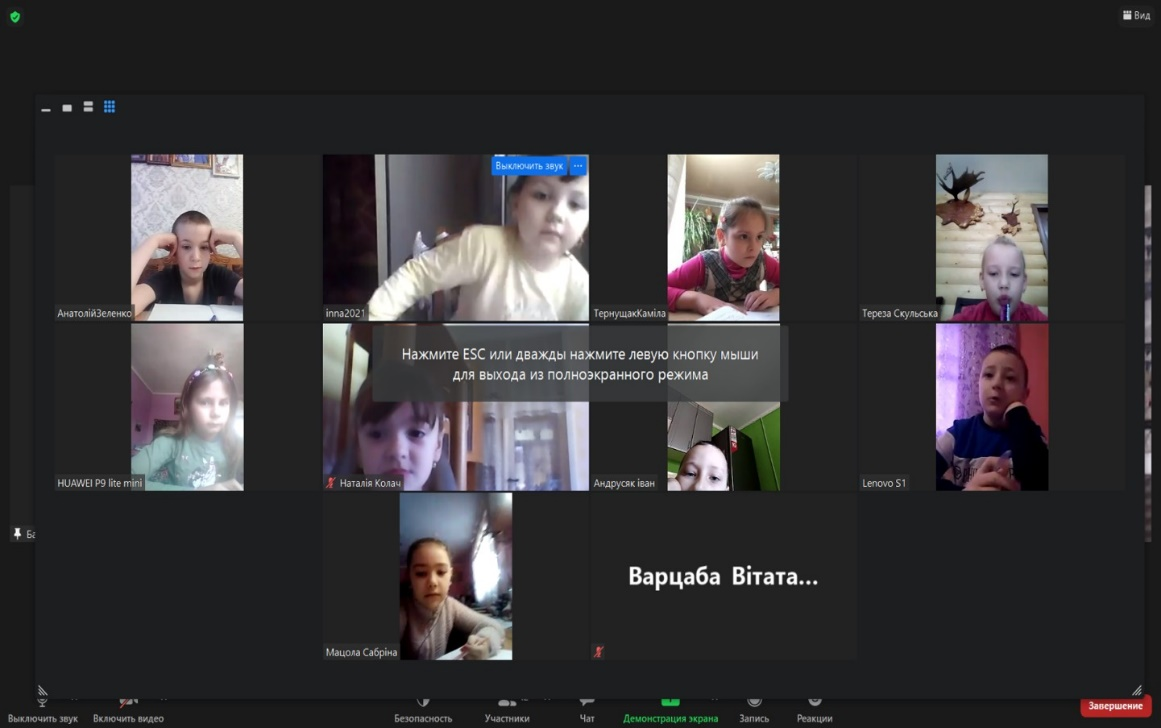 Вид
Выключить звук ...
АнатолійЗеленко
inna2021
ТернущакКаміла
Тереза Скульська
Нажмите ESC или дважды нажмите левую кнопку мыши
для выхода из полноэкранного режима
HUAWEI P9 lite mini
Наталія Колач
Андрусяк іван
Lenovo S1
Ба
Варцаба Вітата...
Мацола Сабріна
Выключить звук
Включить видео
Безопасность
Участники
Чат
Демонстрация экрана
Запись
Реакции
Завершение